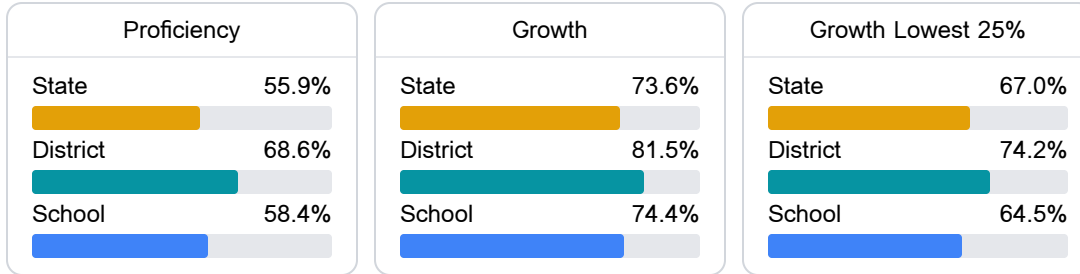 Proficiency
State 55.9%
District 68.6%
School 58.4%
Growth
State 73.6%
District 81.5%
School 74.4%
Growth Lowest 25%
State 67.0%
District 74.2%
School 64.5%